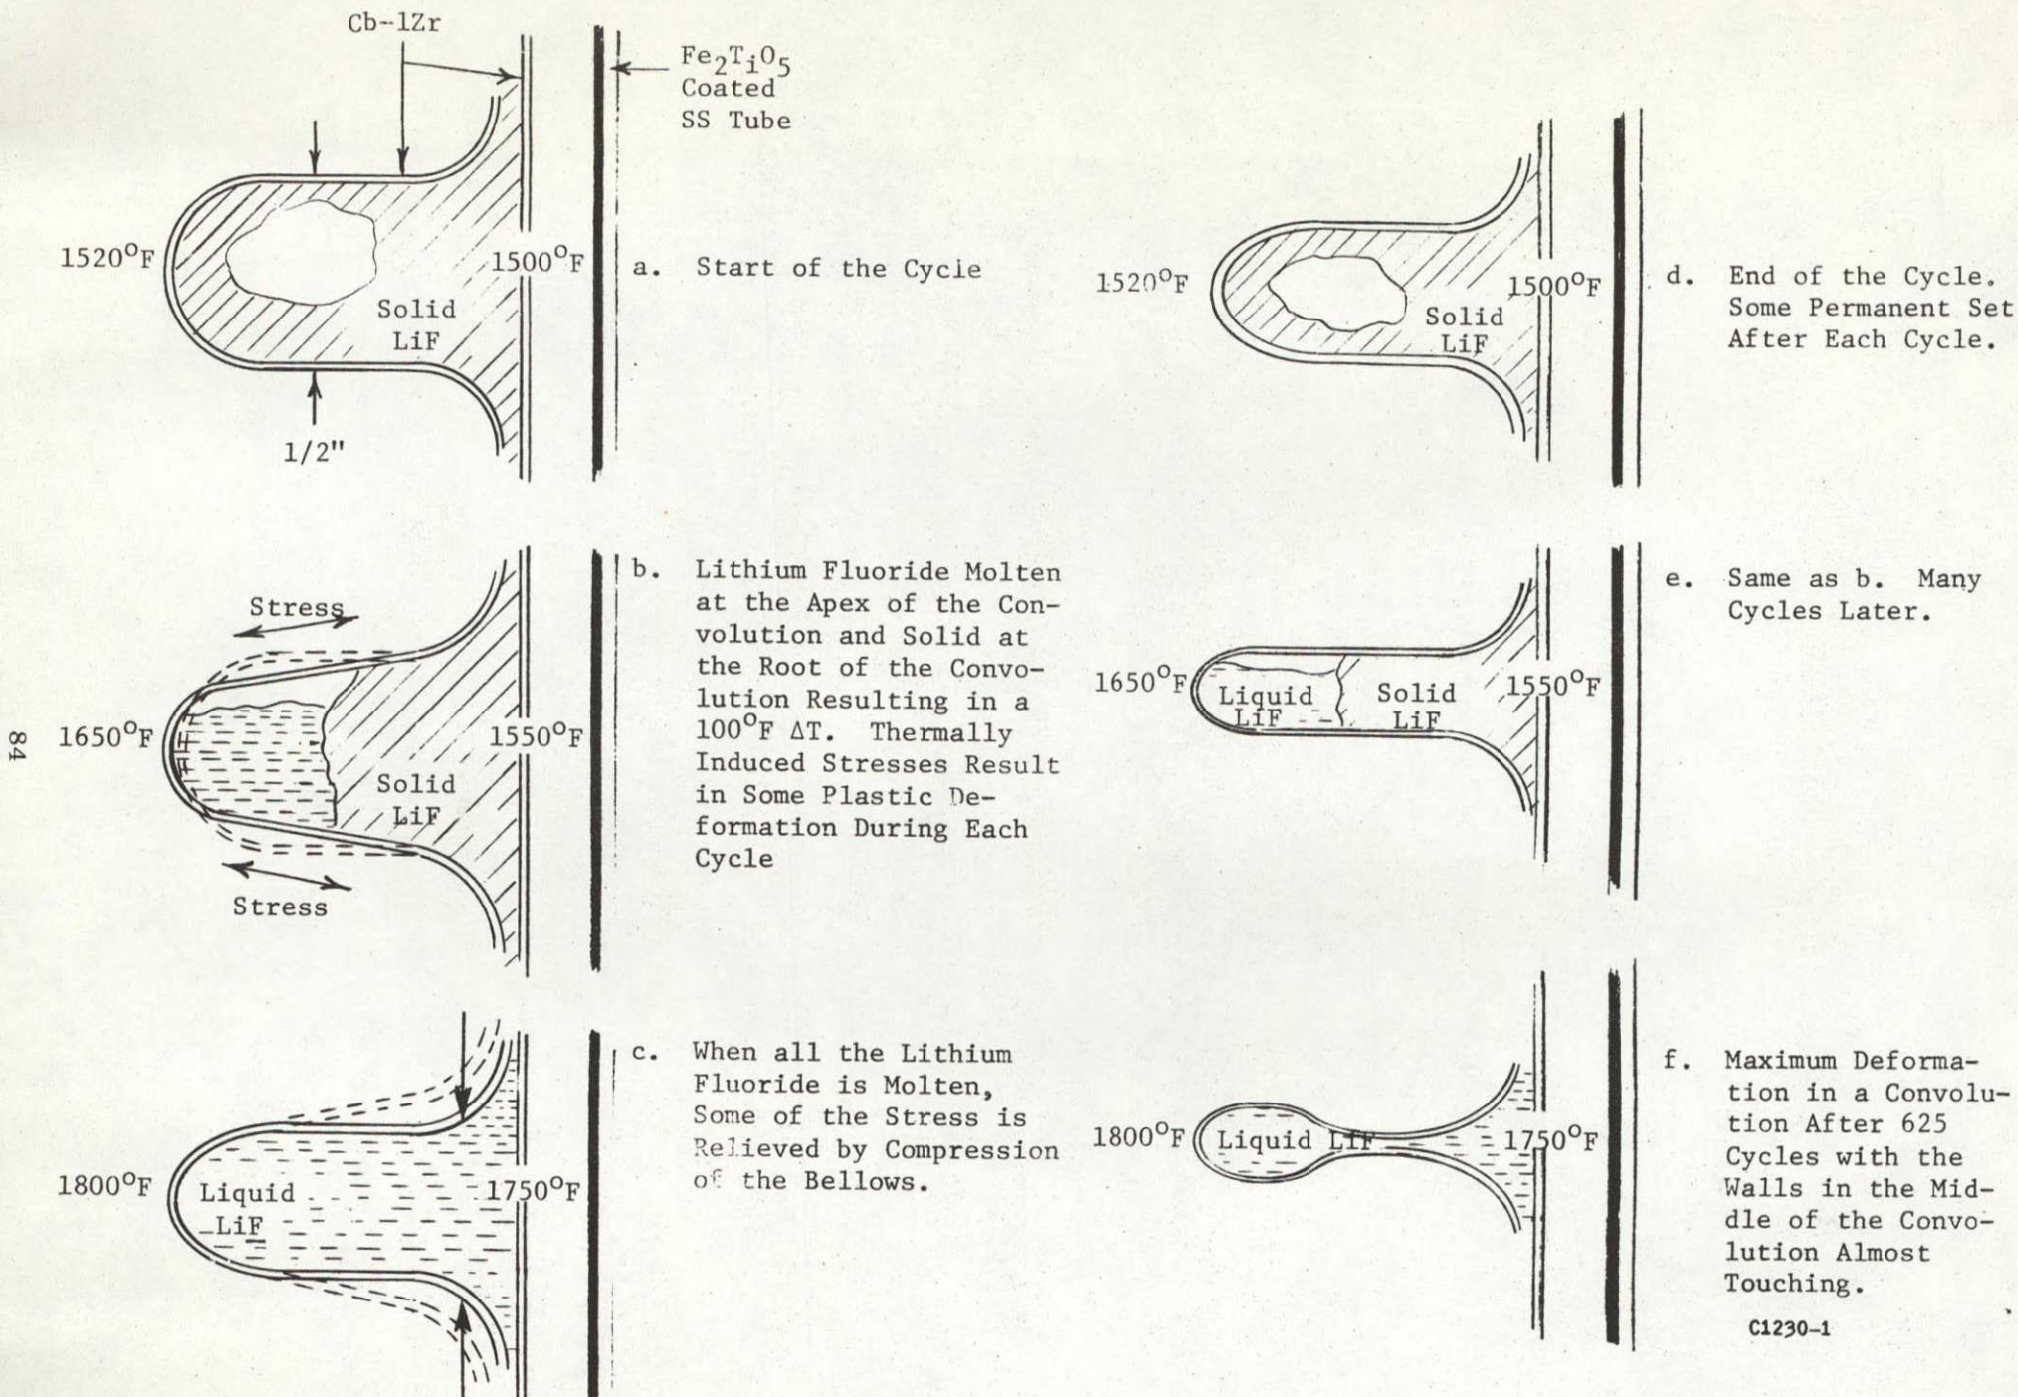 Cb-1Zr
Fe2TiO5
Coated
SS Tube
1520°F
1500°F
Solid
LiF
1/2"
a. Start of the Cycle
Stress
1650°F
1550°F
Solid
LiF
Stress
b. Lithium Fluoride Molten
at the Apex of the Con-
volution and Solid at
the Root of the Convo-
lution Resulting in a
100°F ΔT. Thermally
Induced Stresses Result
in Some Plastic De-
formation During Each
Cycle
1800°F
Liquid
LiF
1750°F
c. When all the Lithium
Fluoride is Molten,
Some of the Stress is
Relieved by Compression
of the Bellows.
1520°F
1500°F
Solid
LiF
d. End of the Cycle.
Some Permanent Set
After Each Cycle.
1650°F
Liquid
LiF
Solid
LiF
1550°F
e. Same as b. Many
Cycles Later.
1800°F
Liquid LiF
1750°F
f. Maximum Deforma-
tion in a Convolu-
tion After 625
Cycles with the
Walls in the Mid-
dle of the Convo-
lution Almost
Touching.
C1230-1
84